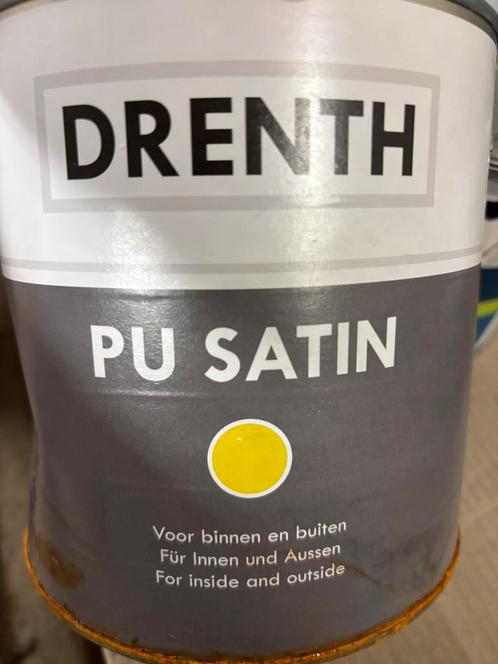 DRENTH
PU SATIN
Voor binnen en buiten
Für Innen und Aussen
For inside and outside